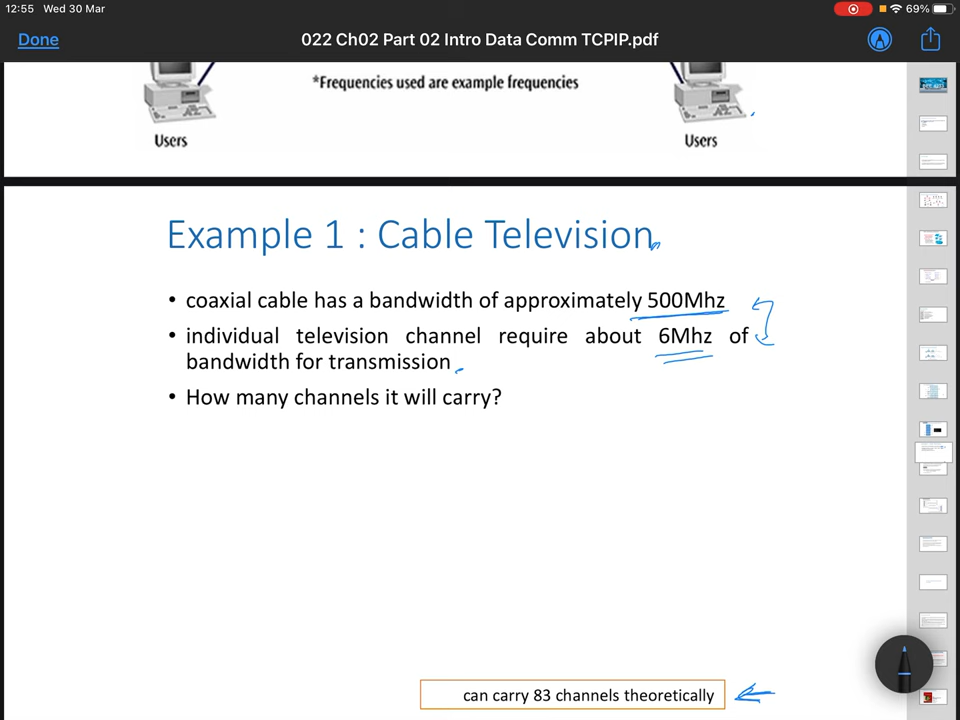 12:55 Wed 30 Mar
69%
Done
022 Ch02 Part 02 Intro Data Comm TCPIP.pdf
*Frequencies used are example frequencies
Users
Users
Example 1 : Cable Television
• coaxial cable has a bandwidth of approximately 500Mhz
• individual television channel require about 6Mhz of
bandwidth for transmission
• How many channels it will carry?
can carry 83 channels theoretically